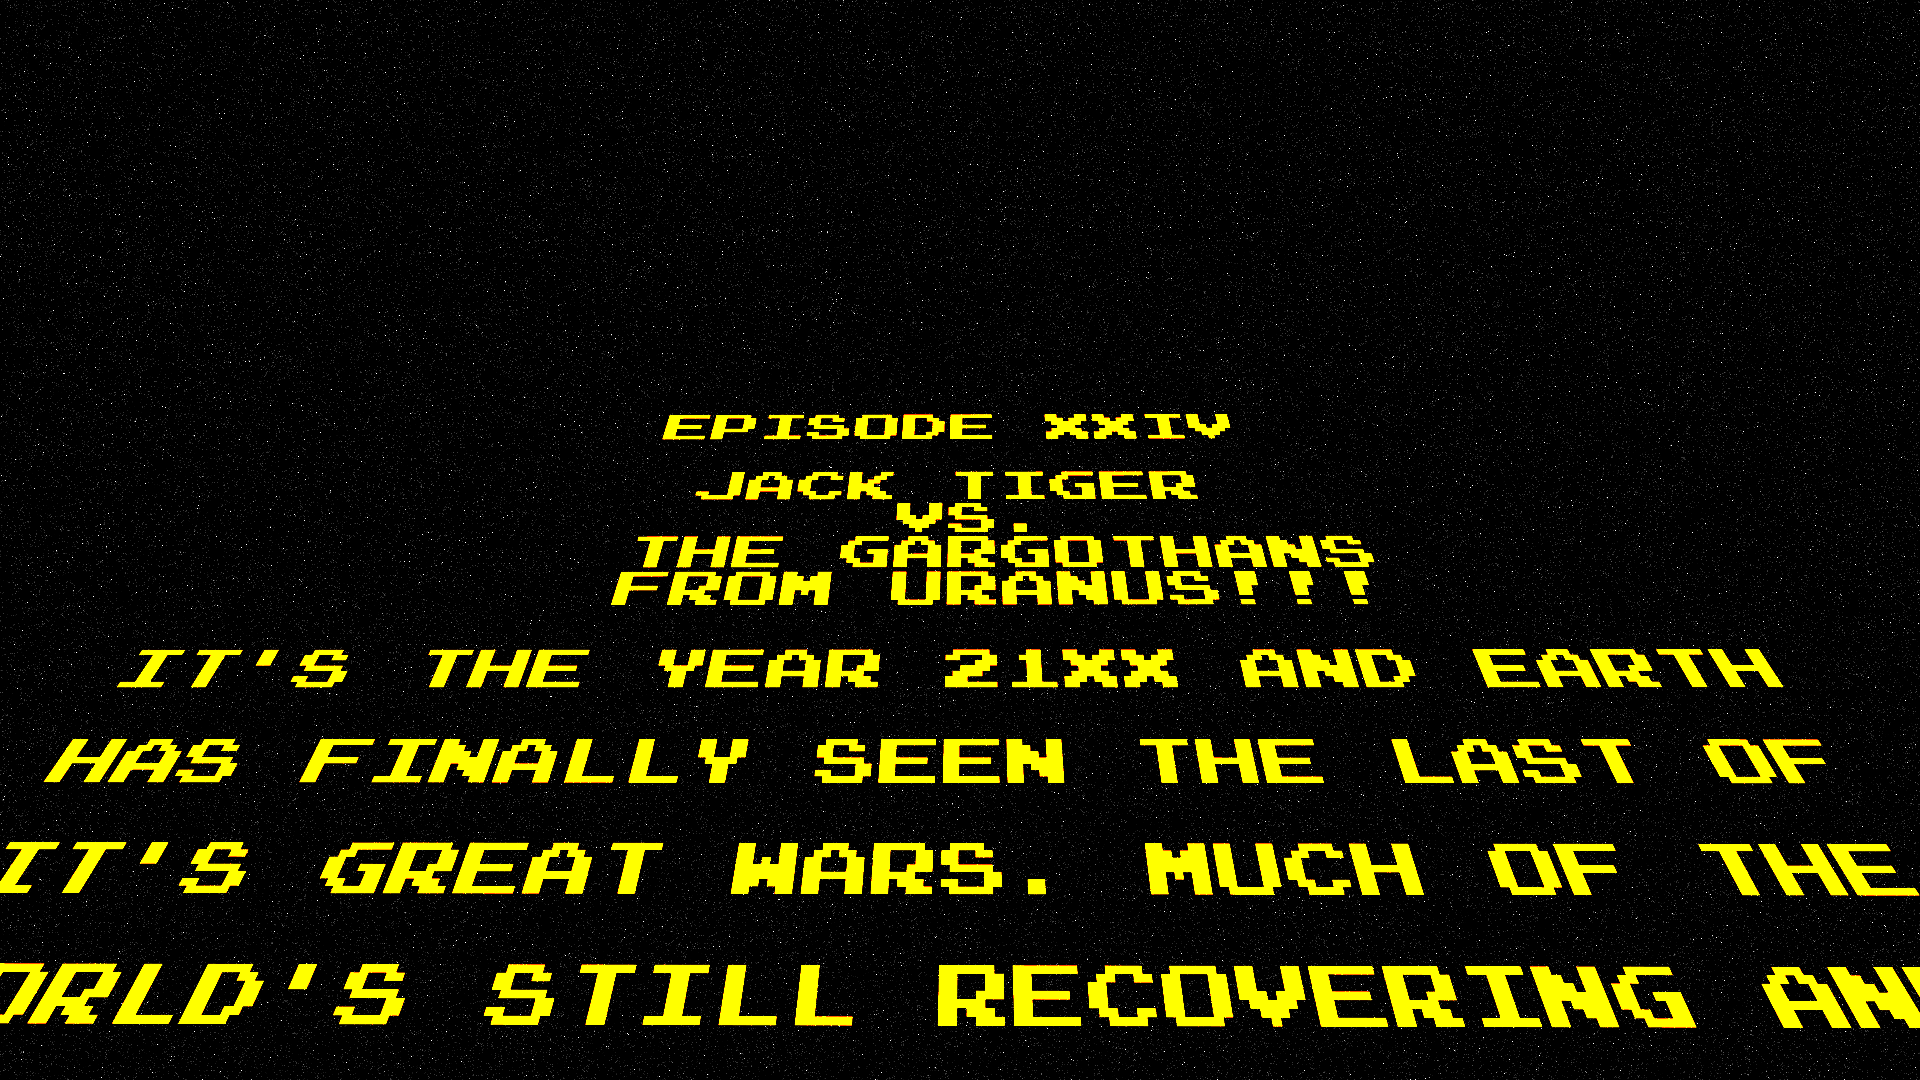 EPISODE XXIV
JACK TIGER
VS.
THE GARGOTHANS
FROM URANUS!!!
IT'S THE YEAR 21XX AND EARTH
HAS FINALLY SEEN THE LAST OF
IT'S GREAT WARS. MUCH OF THE
ORLD'S STILL RECOVERING AN